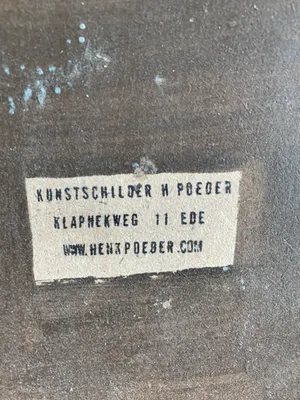 KUNSTSCHILDER H POEDER
KLAPHEKWEG 11 EDE
WWW.HENKPOEDER.COM